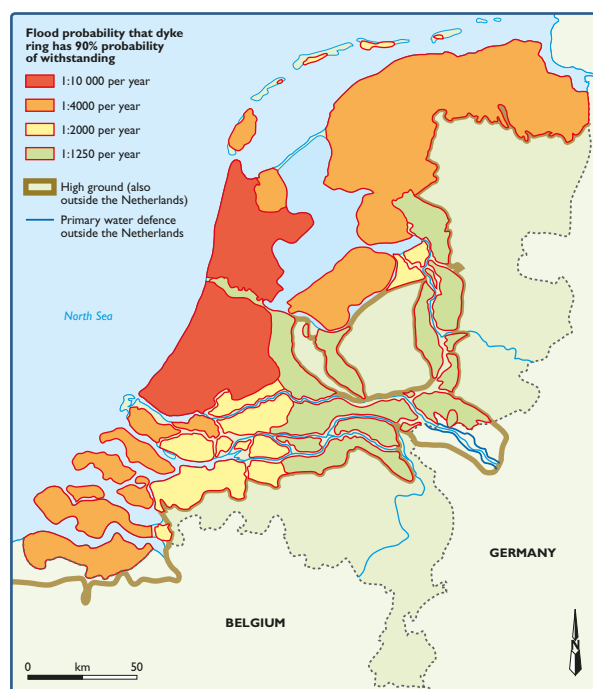 Flood probability that dyke
ring has 90% probability
of withstanding
1:10 000 per year
1:4000 per year
1:2000 per year
1:1250 per year
High ground (also
outside the Netherlands)
Primary water defence
outside the Netherlands
North Sea
GERMANY
BELGIUM
0 km 50
N